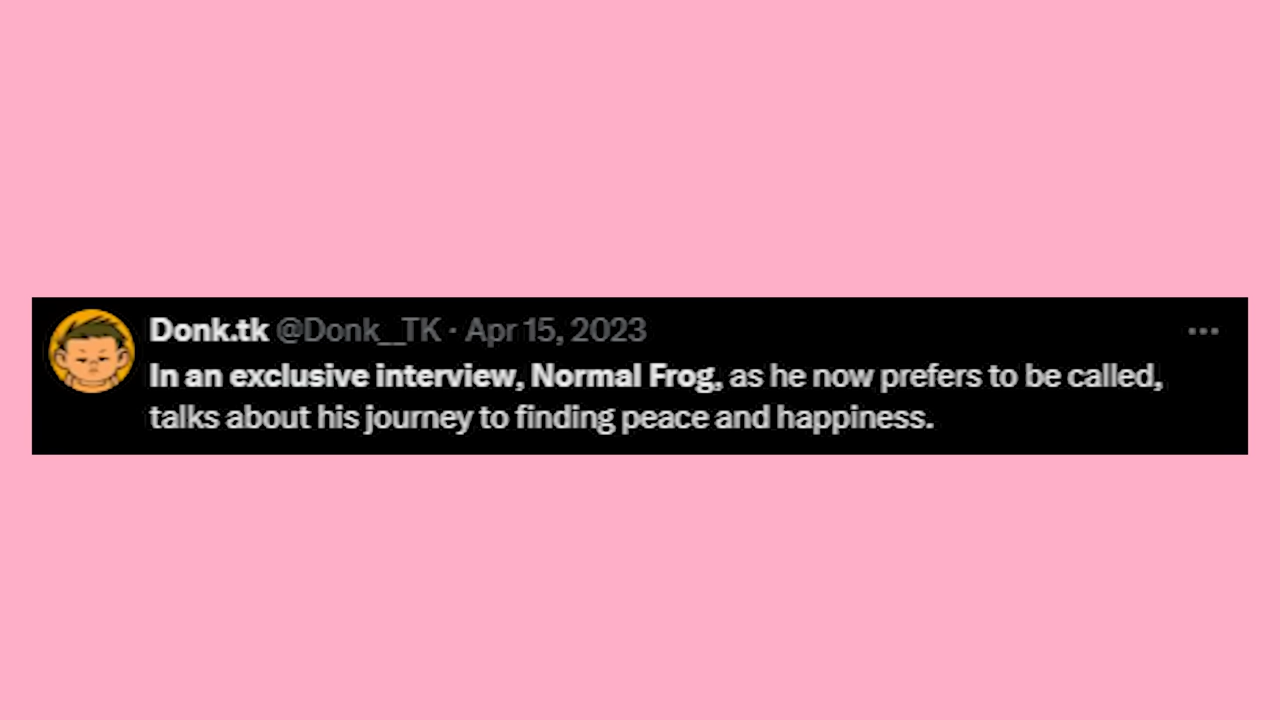 Donk.tk @Donk__TK · Apr 15, 2023
In an exclusive interview, Normal Frog, as he now prefers to be called,
talks about his journey to finding peace and happiness.